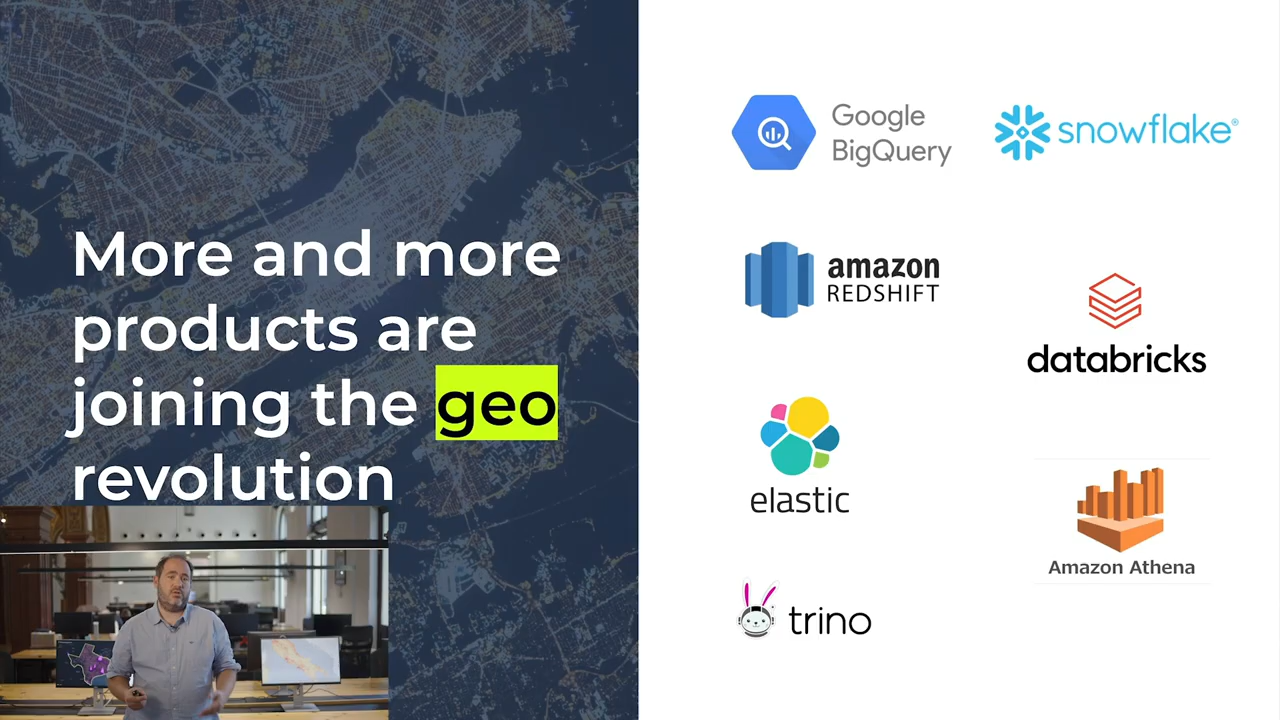 More and more
products are
joining the geo
revolution
Google
BigQuery
snowflake®
amazon
REDSHIFT
databricks
elastic
Amazon Athena
trino